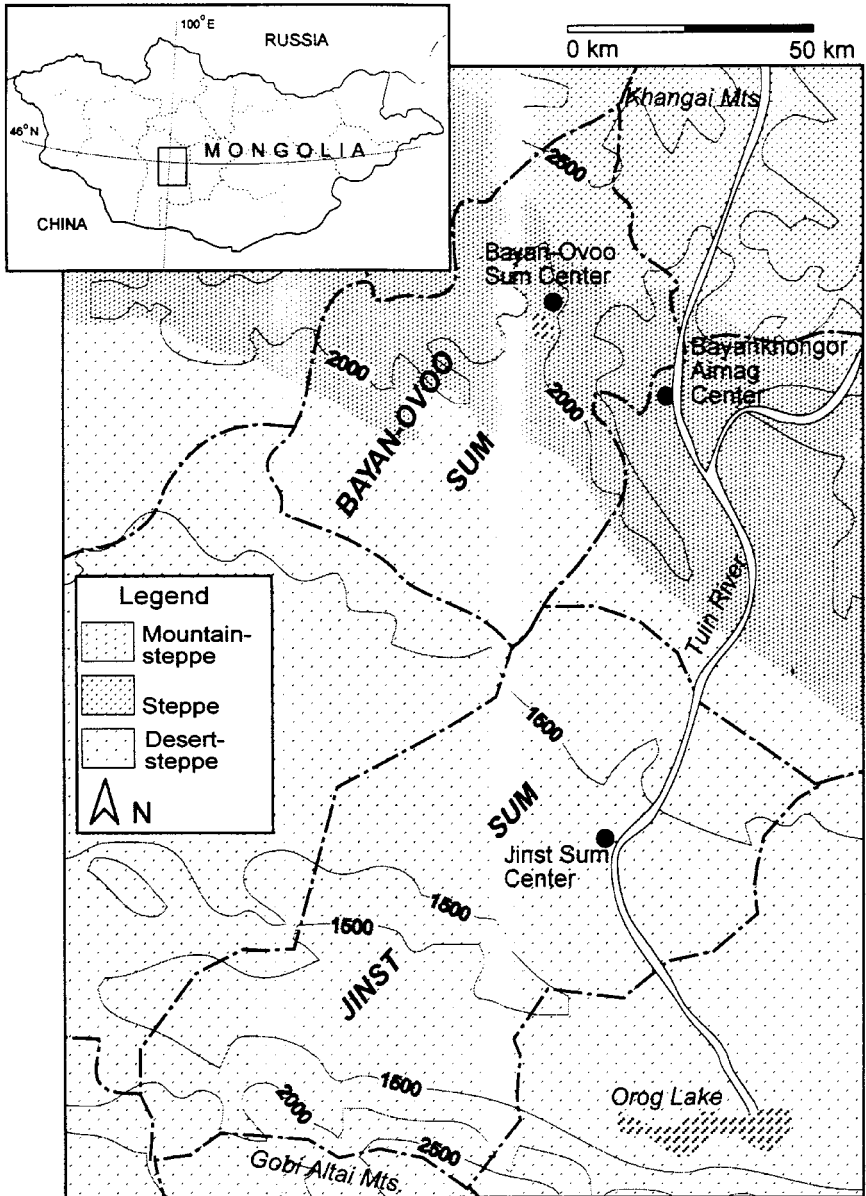 100°E
RUSSIA
46°N
MONGOLIA
CHINA
0 km
50 km
Khangai Mts
2500
Bayan-Ovoo
Sum Center
2000
BAYAN-OVOO
SUM
2000
Bayankhongor
Aimag
Center
Tuin River
Legend
Mountain-
steppe
Steppe
Desert-
steppe
N
1500
SUM
Jinst Sum
Center
1500
1500
JINST
1500
2000
2500
Gobi Altai Mts.
Orog Lake